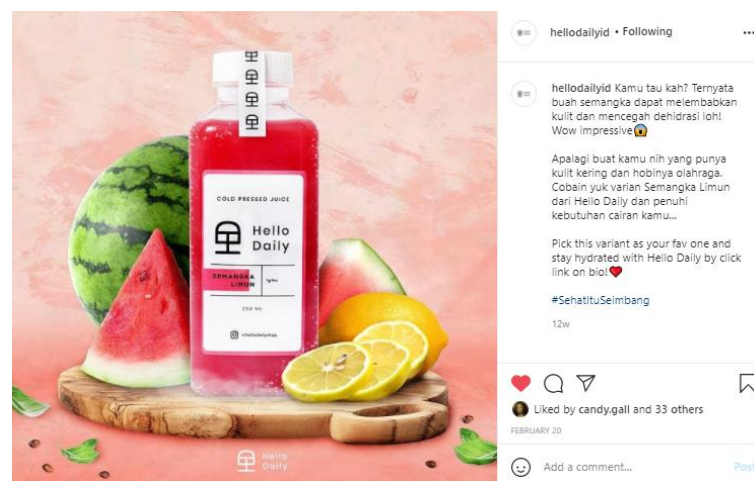 COLD PRESSED JUICE
Hello
Daily
SEMANGKA
LIMUN
250 ML
Hello
Daily
hellodailyid • Following
hellodailyid Kamu tau kah? Ternyata
buah semangka dapat melembabkan
kulit dan mencegah dehidrasi loh!
Wow impressive😱
Apalagi buat kamu nih yang punya
kulit kering dan hobinya olahraga.
Cobain yuk varian Semangka Limun
dari Hello Daily dan penuhi
kebutuhan cairan kamu...
Pick this variant as your fav one and
stay hydrated with Hello Daily by click
link on bio!❤️
#SehatItuSeimbang
12w
Liked by candy.gall and 33 others
FEBRUARY 20
Add a comment...
Post